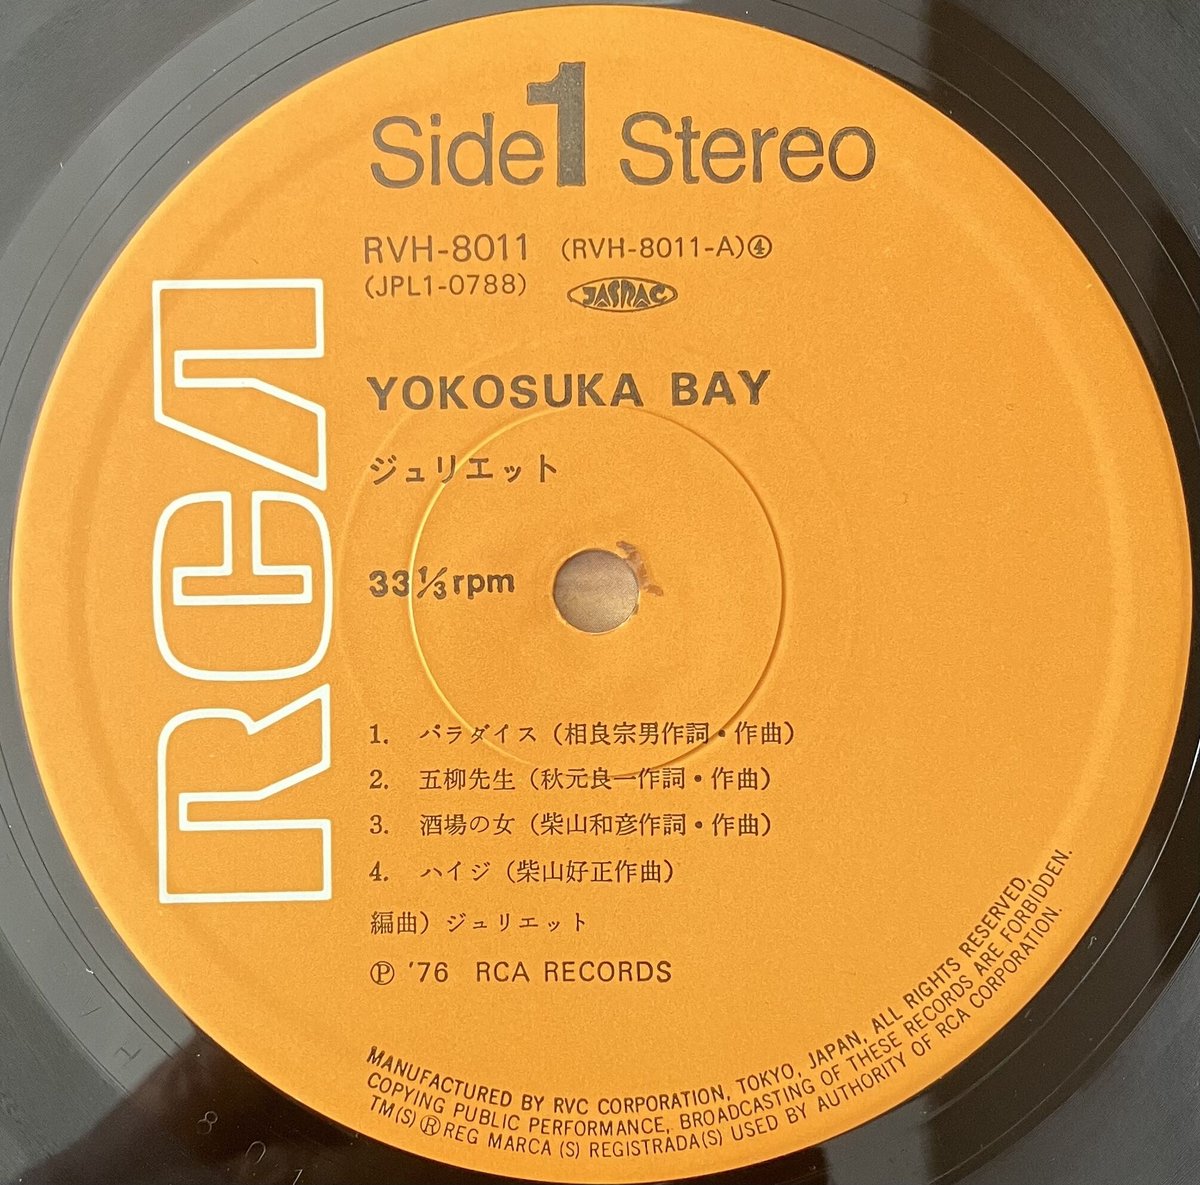 Side 1 Stereo
RVH-8011 (RVH-8011-A)④
(JPL1-0788) JASRAC
YOKOSUKA BAY
ジュリエット
33 1/3 rpm
RCA
1. パラダイス（相良宗男作詞・作曲）
2. 五柳先生（秋元良一作詞・作曲）
3. 酒場の女（柴山和彦作詞・作曲）
4. ハイジ（柴山好正作曲）
編曲）ジュリエット
Ⓟ '76 RCA RECORDS
MANUFACTURED BY RVC CORPORATION, TOKYO, JAPAN, ALL RIGHTS RESERVED,
COPYING PUBLIC PERFORMANCE, BROADCASTING OF THESE RECORDS ARE FORBIDDEN.
TM(S) ® REG MARCA (S) REGISTRADA(S) USED BY AUTHORITY OF RCA CORPORATION.